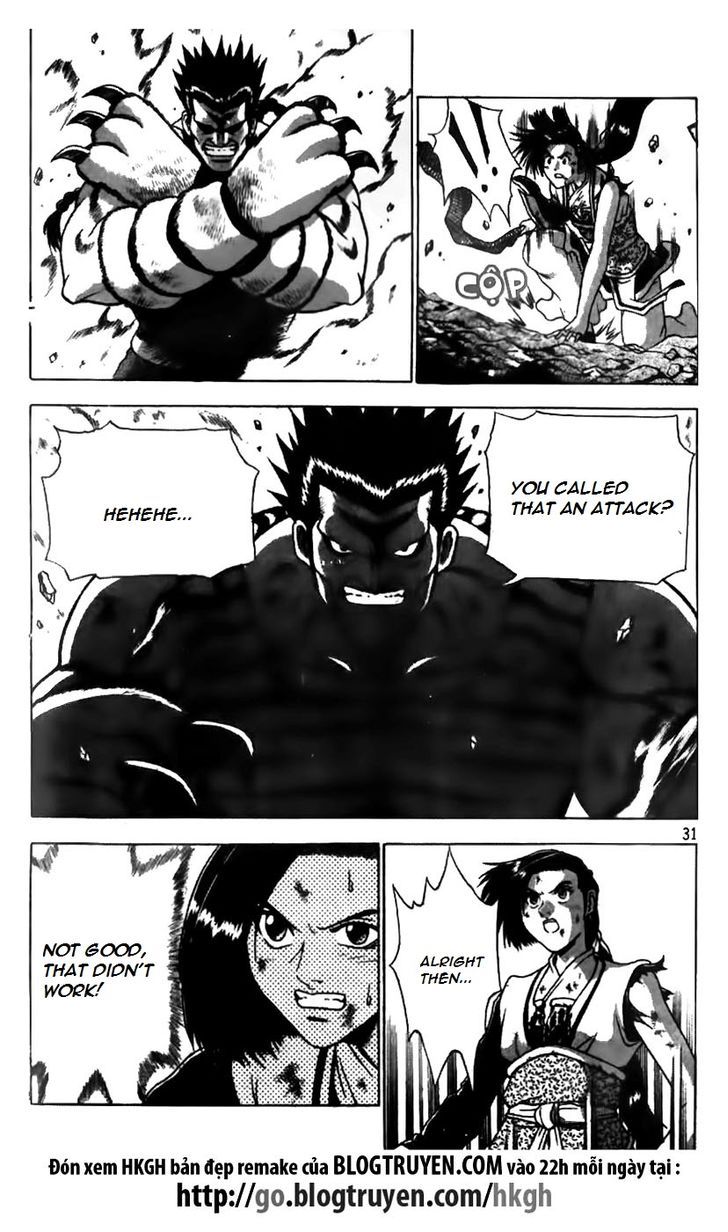 !!
CỘP
HEHEHE...
YOU CALLED
THAT AN ATTACK?
31
NOT GOOD,
THAT DIDN'T
WORK!
ALRIGHT
THEN...
Đón xem HKGH bản đẹp remake của BLOGTRUYEN.COM vào 22h mỗi ngày tại :
http://go.blogtruyen.com/hkgh